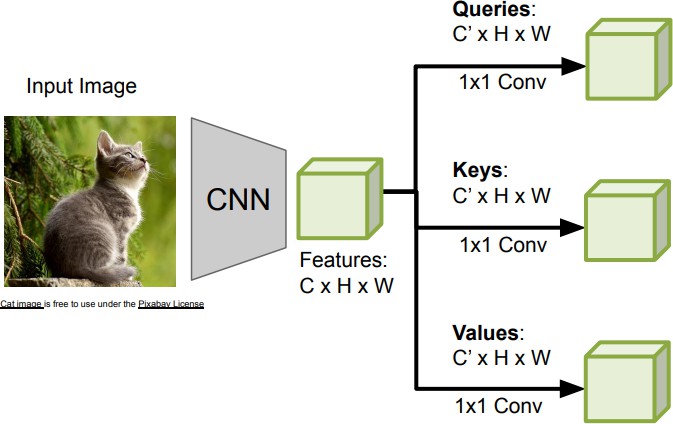 Input Image
Cat image is free to use under the Pixabay License
CNN
Features:
C x H x W
Queries:
C’ x H x W
1x1 Conv
Keys:
C’ x H x W
1x1 Conv
Values:
C’ x H x W
1x1 Conv